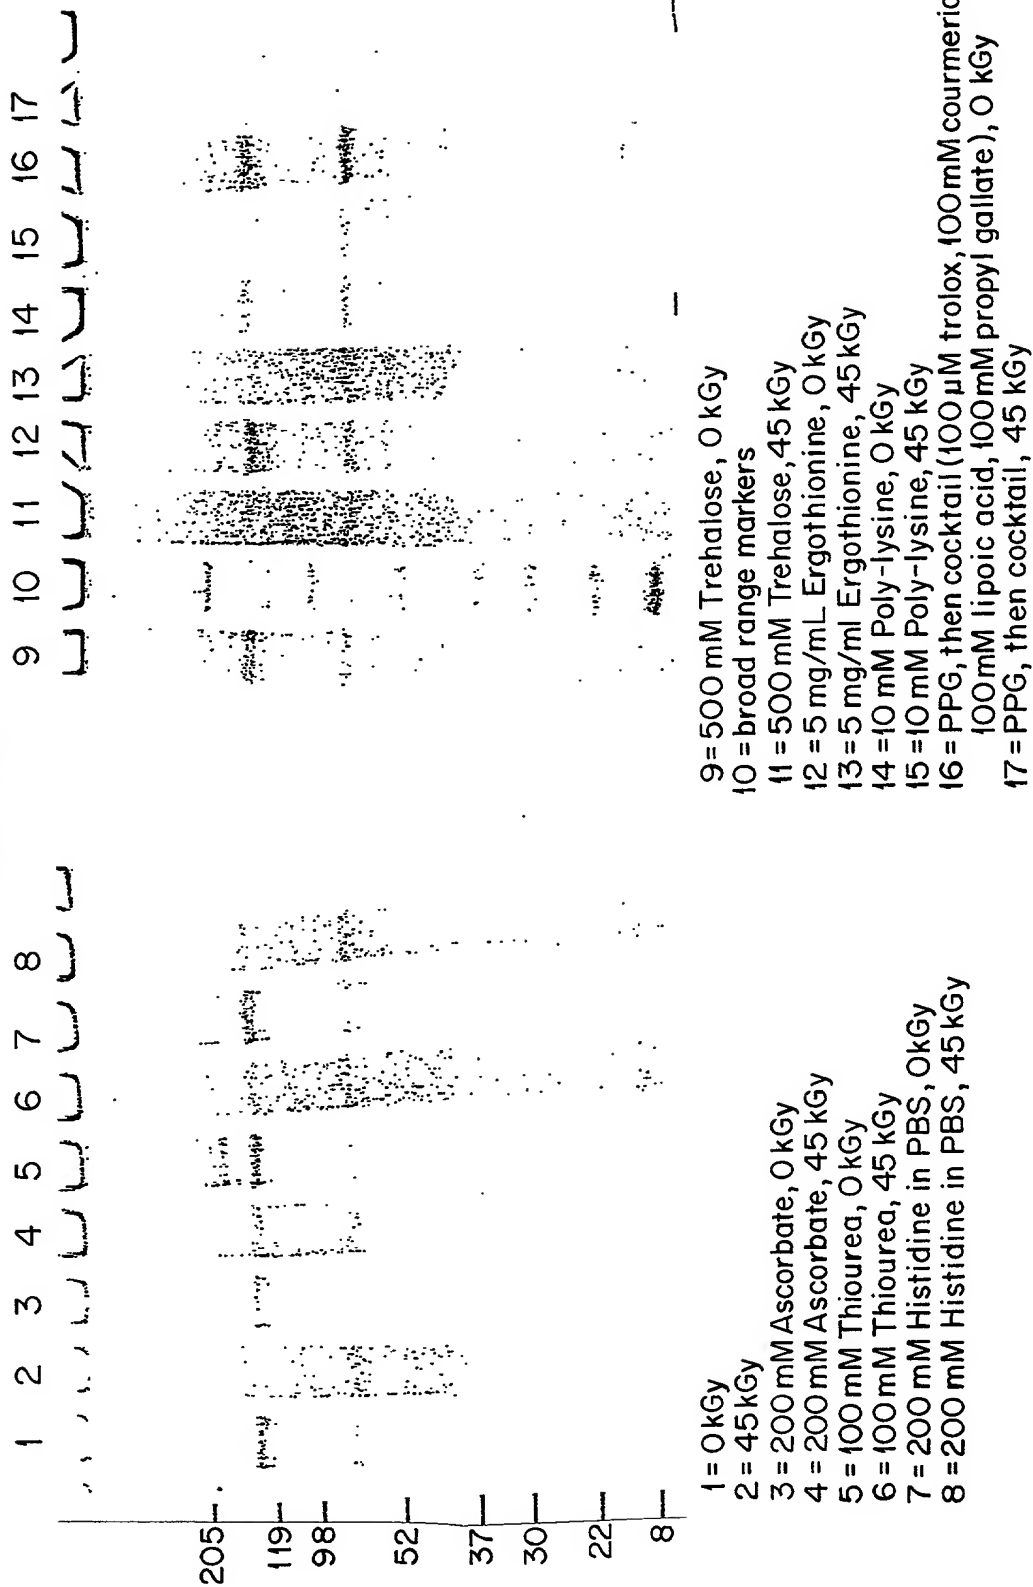 1 2 3 4 5 6 7 8
205
119
98
52
37
30
22
8
1 = 0 kGy
2 = 45 kGy
3 = 200 mM Ascorbate, 0 kGy
4 = 200 mM Ascorbate, 45 kGy
5 = 100 mM Thiourea, 0 kGy
6 = 100 mM Thiourea, 45 kGy
7 = 200 mM Histidine in PBS, 0 kGy
8 = 200 mM Histidine in PBS, 45 kGy
9 10 11 12 13 14 15 16 17
9 = 500 mM Trehalose, 0 kGy
10 = broad range markers
11 = 500 mM Trehalose, 45 kGy
12 = 5 mg/mL Ergothionine, 0 kGy
13 = 5 mg/ml Ergothionine, 45 kGy
14 = 10 mM Poly-lysine, 0 kGy
15 = 10 mM Poly-lysine, 45 kGy
16 = PPG, then cocktail (100 µM trolox, 100 mM courmeric
100 mM lipoic acid, 100 mM propyl gallate), 0 kGy
17 = PPG, then cocktail, 45 kGy